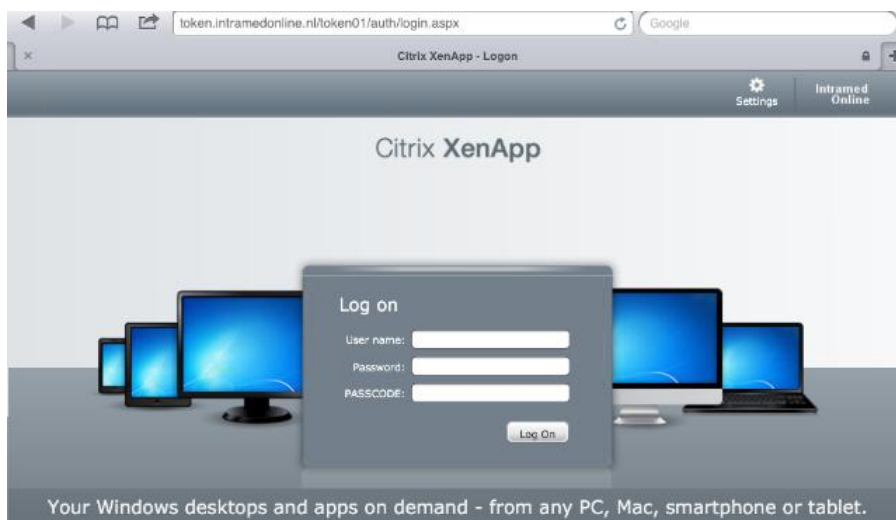 token.intramedonline.nl/token01/auth/login.aspx
Google
Citrix XenApp - Logon
Settings
Intramed
Online
Citrix XenApp
Log on
User name:
Password:
PASSCODE:
Log On
Your Windows desktops and apps on demand - from any PC, Mac, smartphone or tablet.